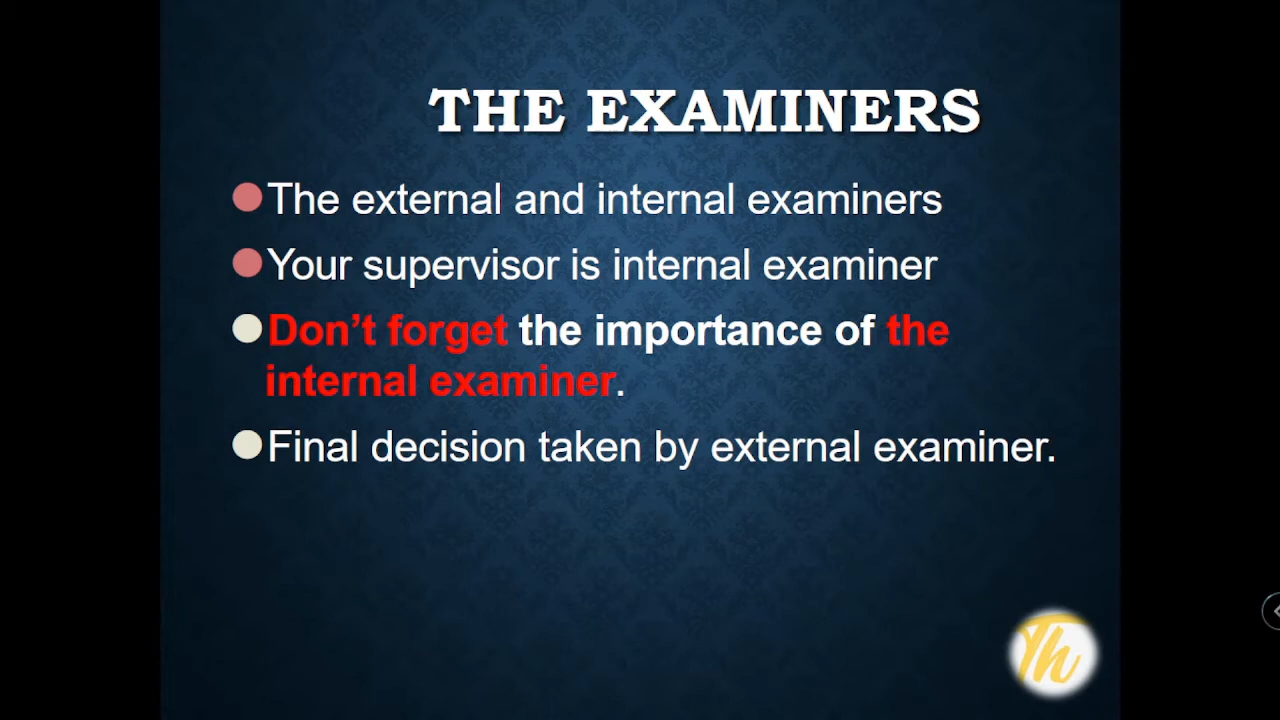 THE EXAMINERS
The external and internal examiners
Your supervisor is internal examiner
Don’t forget the importance of the
internal examiner.
Final decision taken by external examiner.
Th